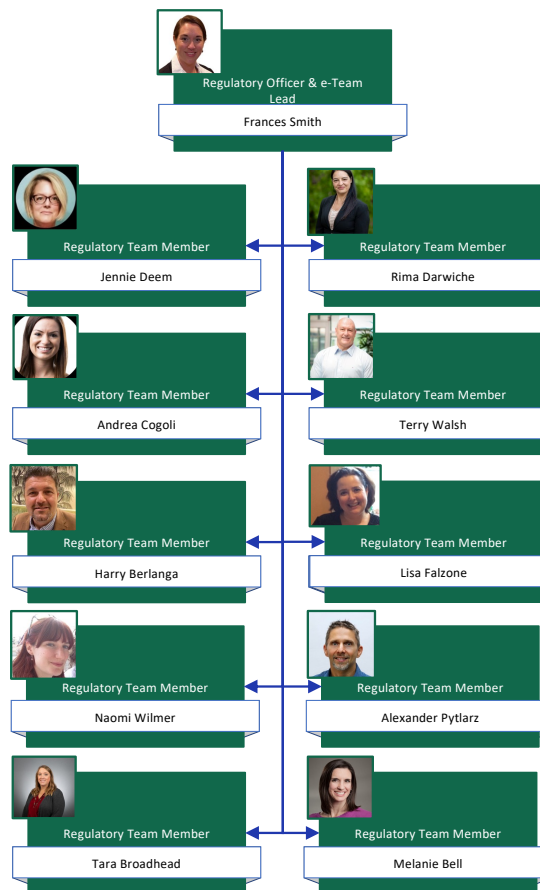 Regulatory Officer & e-Team
Lead
Frances Smith
Regulatory Team Member
Jennie Deem
Regulatory Team Member
Rima Darwiche
Regulatory Team Member
Andrea Cogoli
Regulatory Team Member
Terry Walsh
Regulatory Team Member
Harry Berlanga
Regulatory Team Member
Lisa Falzone
Regulatory Team Member
Naomi Wilmer
Regulatory Team Member
Alexander Pytlarz
Regulatory Team Member
Tara Broadhead
Regulatory Team Member
Melanie Bell